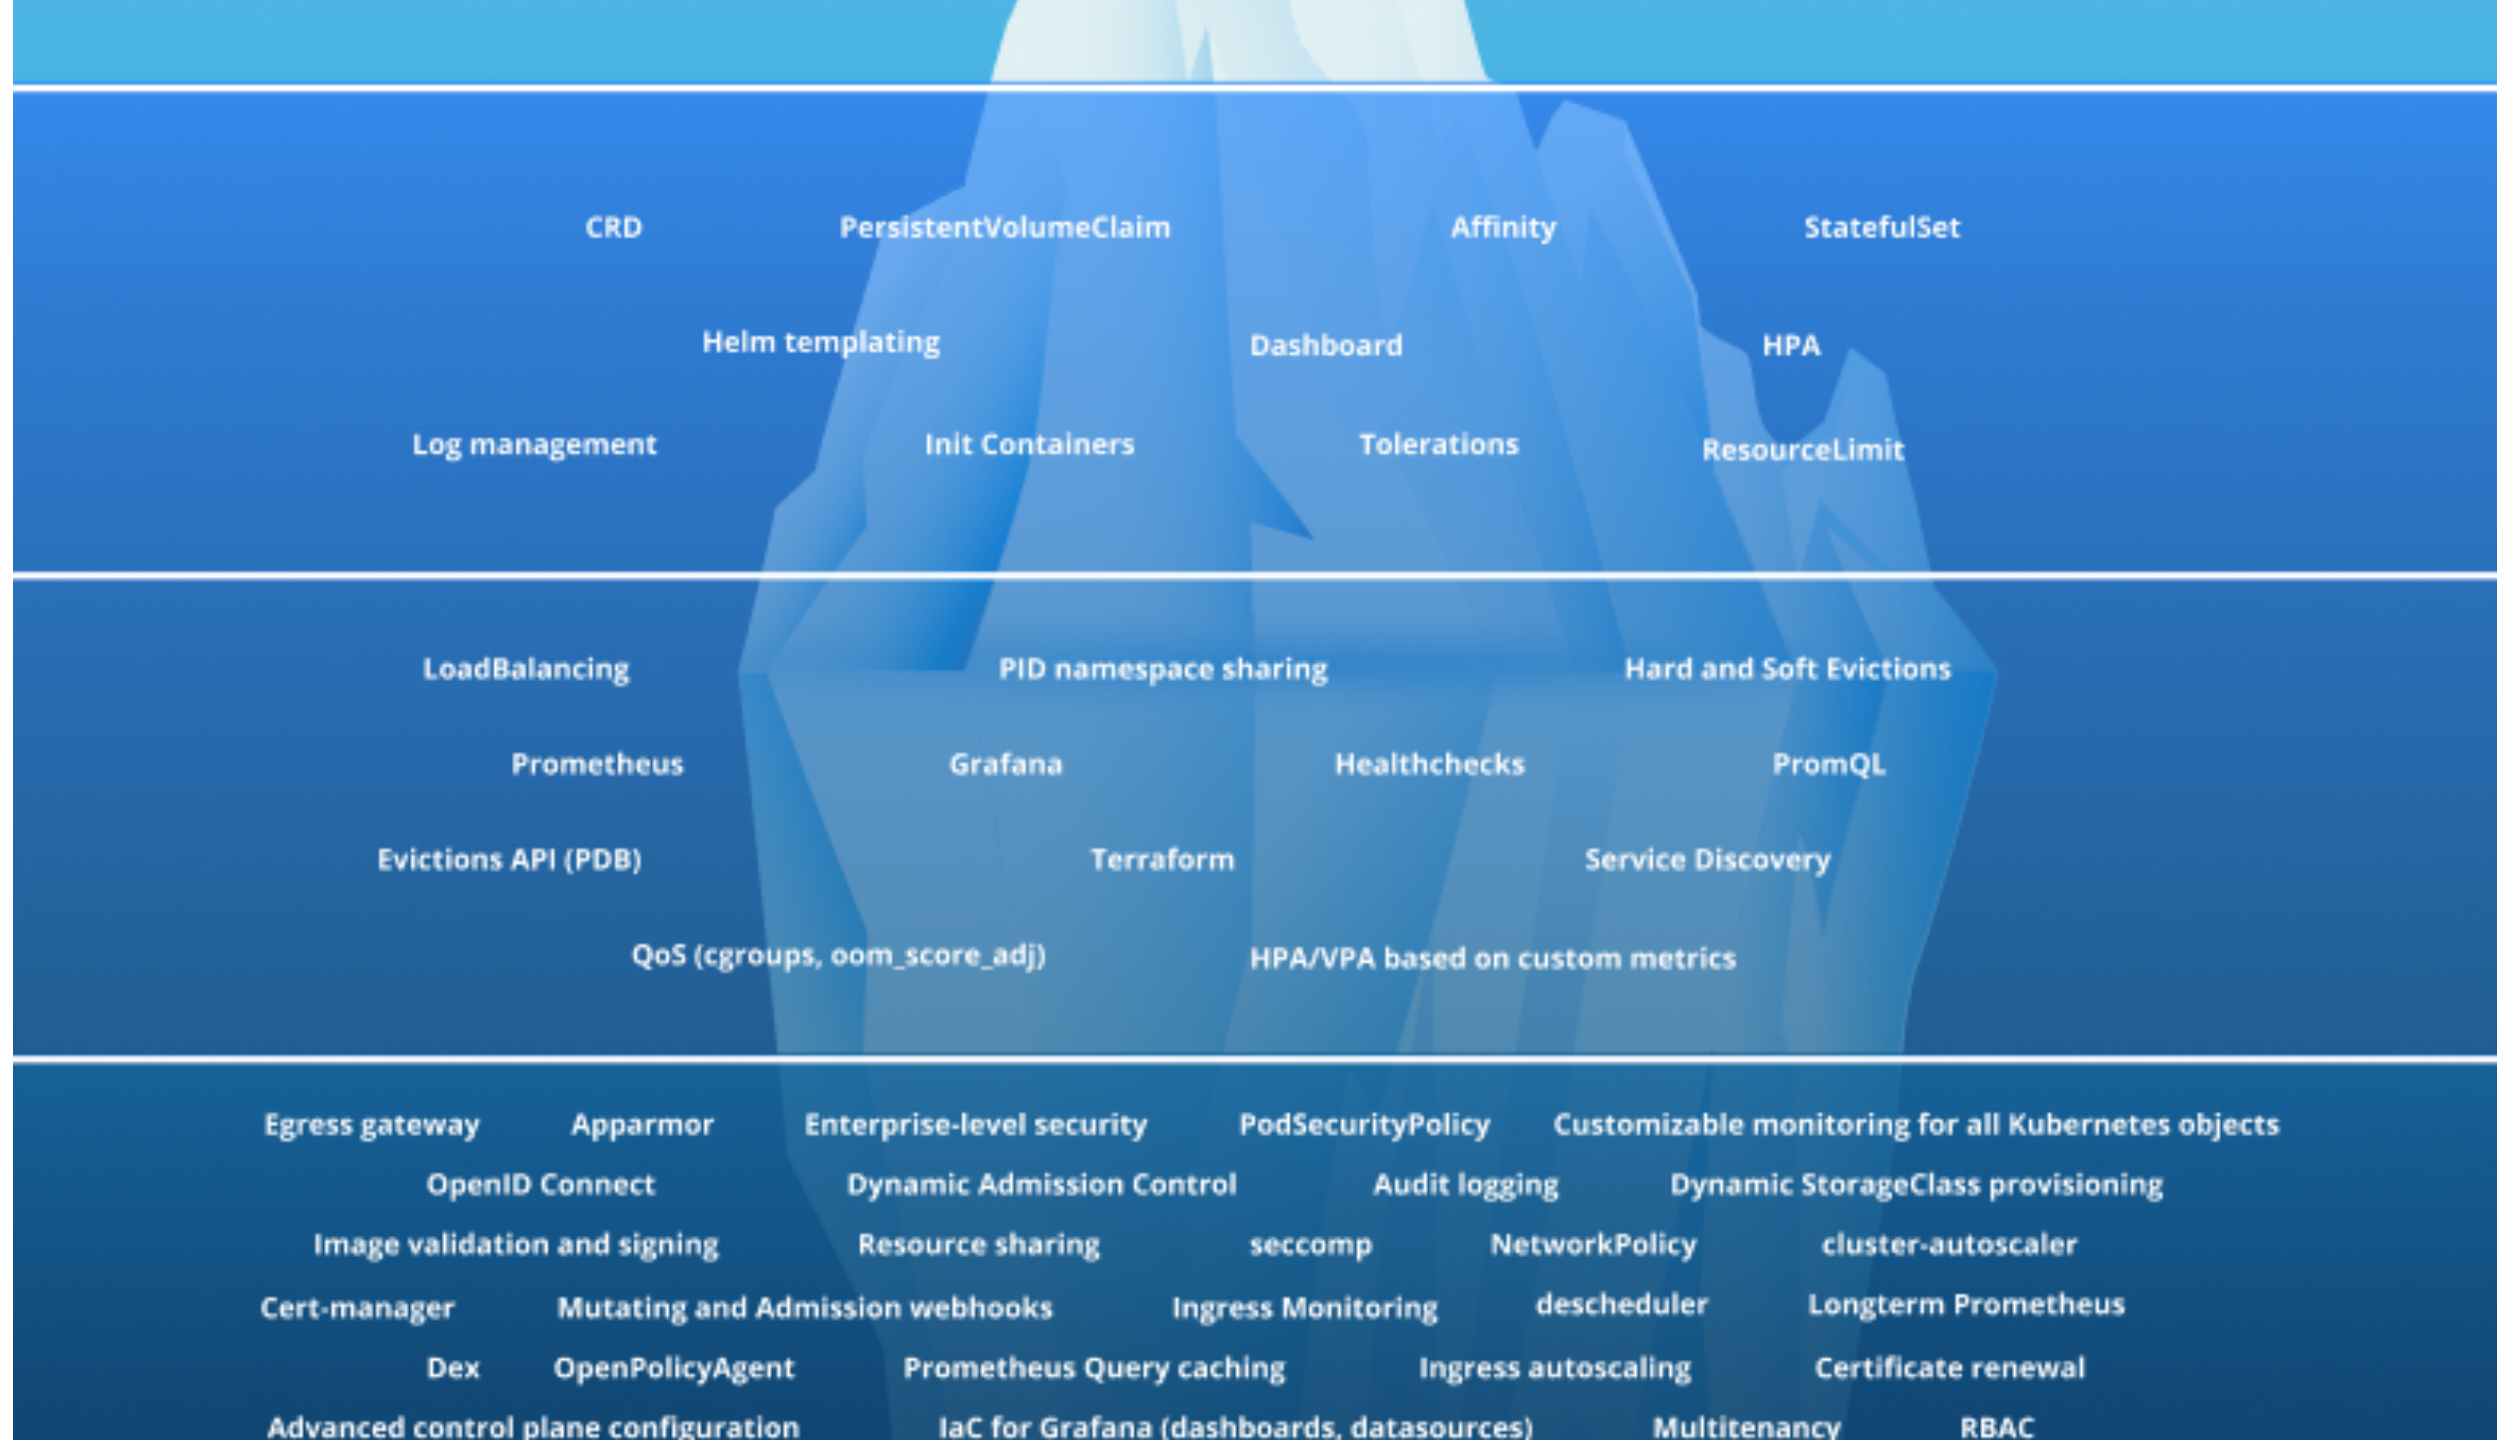 CRD PersistentVolumeClaim Affinity StatefulSet
Helm templating Dashboard HPA
Log management Init Containers Tolerations ResourceLimit
LoadBalancing PID namespace sharing Hard and Soft Evictions
Prometheus Grafana Healthchecks PromQL
Evictions API (PDB) Terraform Service Discovery
QoS (cgroups, oom_score_adj) HPA/VPA based on custom metrics
Egress gateway Apparmor Enterprise-level security PodSecurityPolicy Customizable monitoring for all Kubernetes objects
OpenID Connect Dynamic Admission Control Audit logging Dynamic StorageClass provisioning
Image validation and signing Resource sharing seccomp NetworkPolicy cluster-autoscaler
Cert-manager Mutating and Admission webhooks Ingress Monitoring descheduler Longterm Prometheus
Dex OpenPolicyAgent Prometheus Query caching Ingress autoscaling Certificate renewal
Advanced control plane configuration IaC for Grafana (dashboards, datasources) Multitenancy RBAC